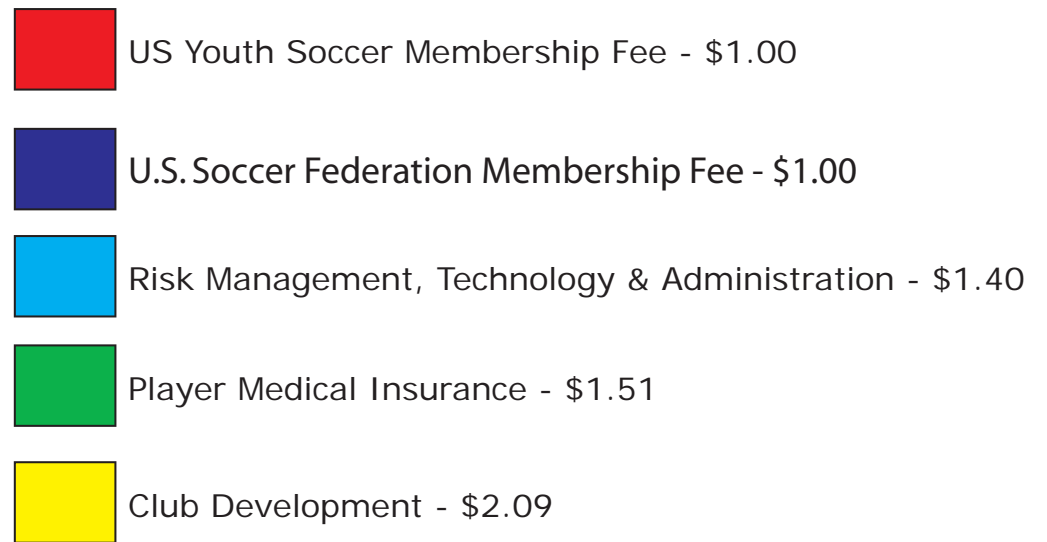 US Youth Soccer Membership Fee - $1.00
U.S. Soccer Federation Membership Fee - $1.00
Risk Management, Technology & Administration - $1.40
Player Medical Insurance - $1.51
Club Development - $2.09